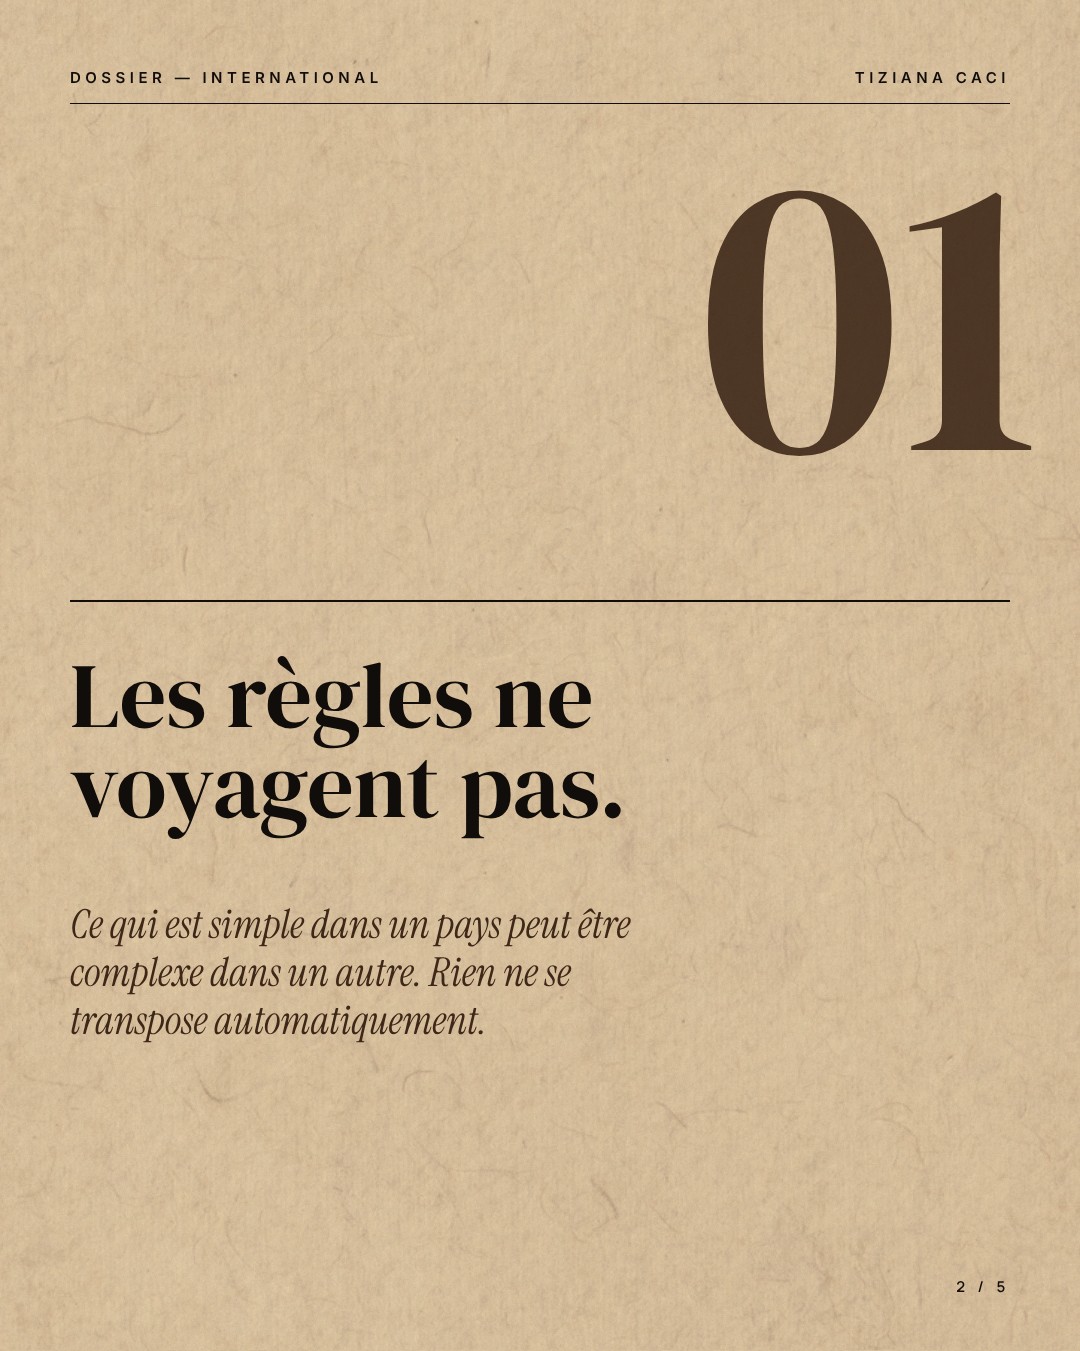 DOSSIER — INTERNATIONAL
TIZIANA CACI
01
Les règles ne
voyagent pas.
Ce qui est simple dans un pays peut être
complexe dans un autre. Rien ne se
transpose automatiquement.
2 / 5